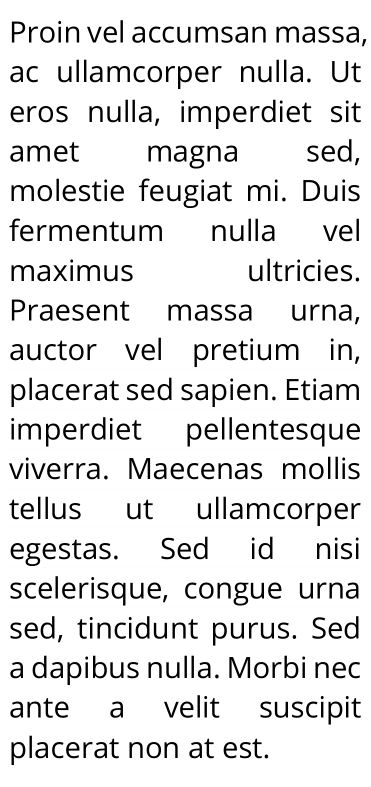 Proin vel accumsan massa,
ac ullamcorper nulla. Ut
eros nulla, imperdiet sit
amet magna sed,
molestie feugiat mi. Duis
fermentum nulla vel
maximus ultricies.
Praesent massa urna,
auctor vel pretium in,
placerat sed sapien. Etiam
imperdiet pellentesque
viverra. Maecenas mollis
tellus ut ullamcorper
egestas. Sed id nisi
scelerisque, congue urna
sed, tincidunt purus. Sed
a dapibus nulla. Morbi nec
ante a velit suscipit
placerat non at est.